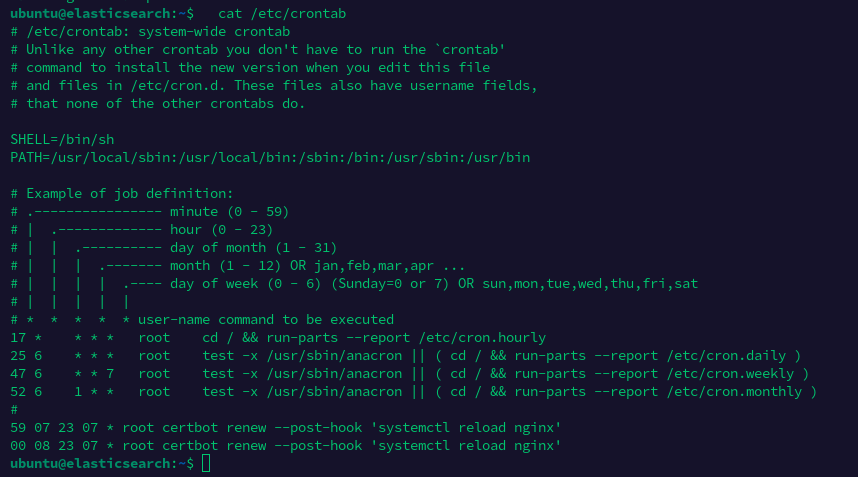 ubuntu@elasticsearch:~$   cat /etc/crontab
# /etc/crontab: system-wide crontab
# Unlike any other crontab you don't have to run the `crontab'
# command to install the new version when you edit this file
# and files in /etc/cron.d. These files also have username fields,
# that none of the other crontabs do.

SHELL=/bin/sh
PATH=/usr/local/sbin:/usr/local/bin:/sbin:/bin:/usr/sbin:/usr/bin

# Example of job definition:
# .---------------- minute (0 - 59)
# |  .------------- hour (0 - 23)
# |  |  .---------- day of month (1 - 31)
# |  |  |  .------- month (1 - 12) OR jan,feb,mar,apr ...
# |  |  |  |  .---- day of week (0 - 6) (Sunday=0 or 7) OR sun,mon,tue,wed,thu,fri,sat
# |  |  |  |  |
# *  *  *  *  * user-name command to be executed
17 *    * * *   root    cd / && run-parts --report /etc/cron.hourly
25 6    * * *   root    test -x /usr/sbin/anacron || ( cd / && run-parts --report /etc/cron.daily )
47 6    * * 7   root    test -x /usr/sbin/anacron || ( cd / && run-parts --report /etc/cron.weekly )
52 6    1 * *   root    test -x /usr/sbin/anacron || ( cd / && run-parts --report /etc/cron.monthly )
#
59 07 23 07 * root certbot renew --post-hook 'systemctl reload nginx'
00 08 23 07 * root certbot renew --post-hook 'systemctl reload nginx'
ubuntu@elasticsearch:~$